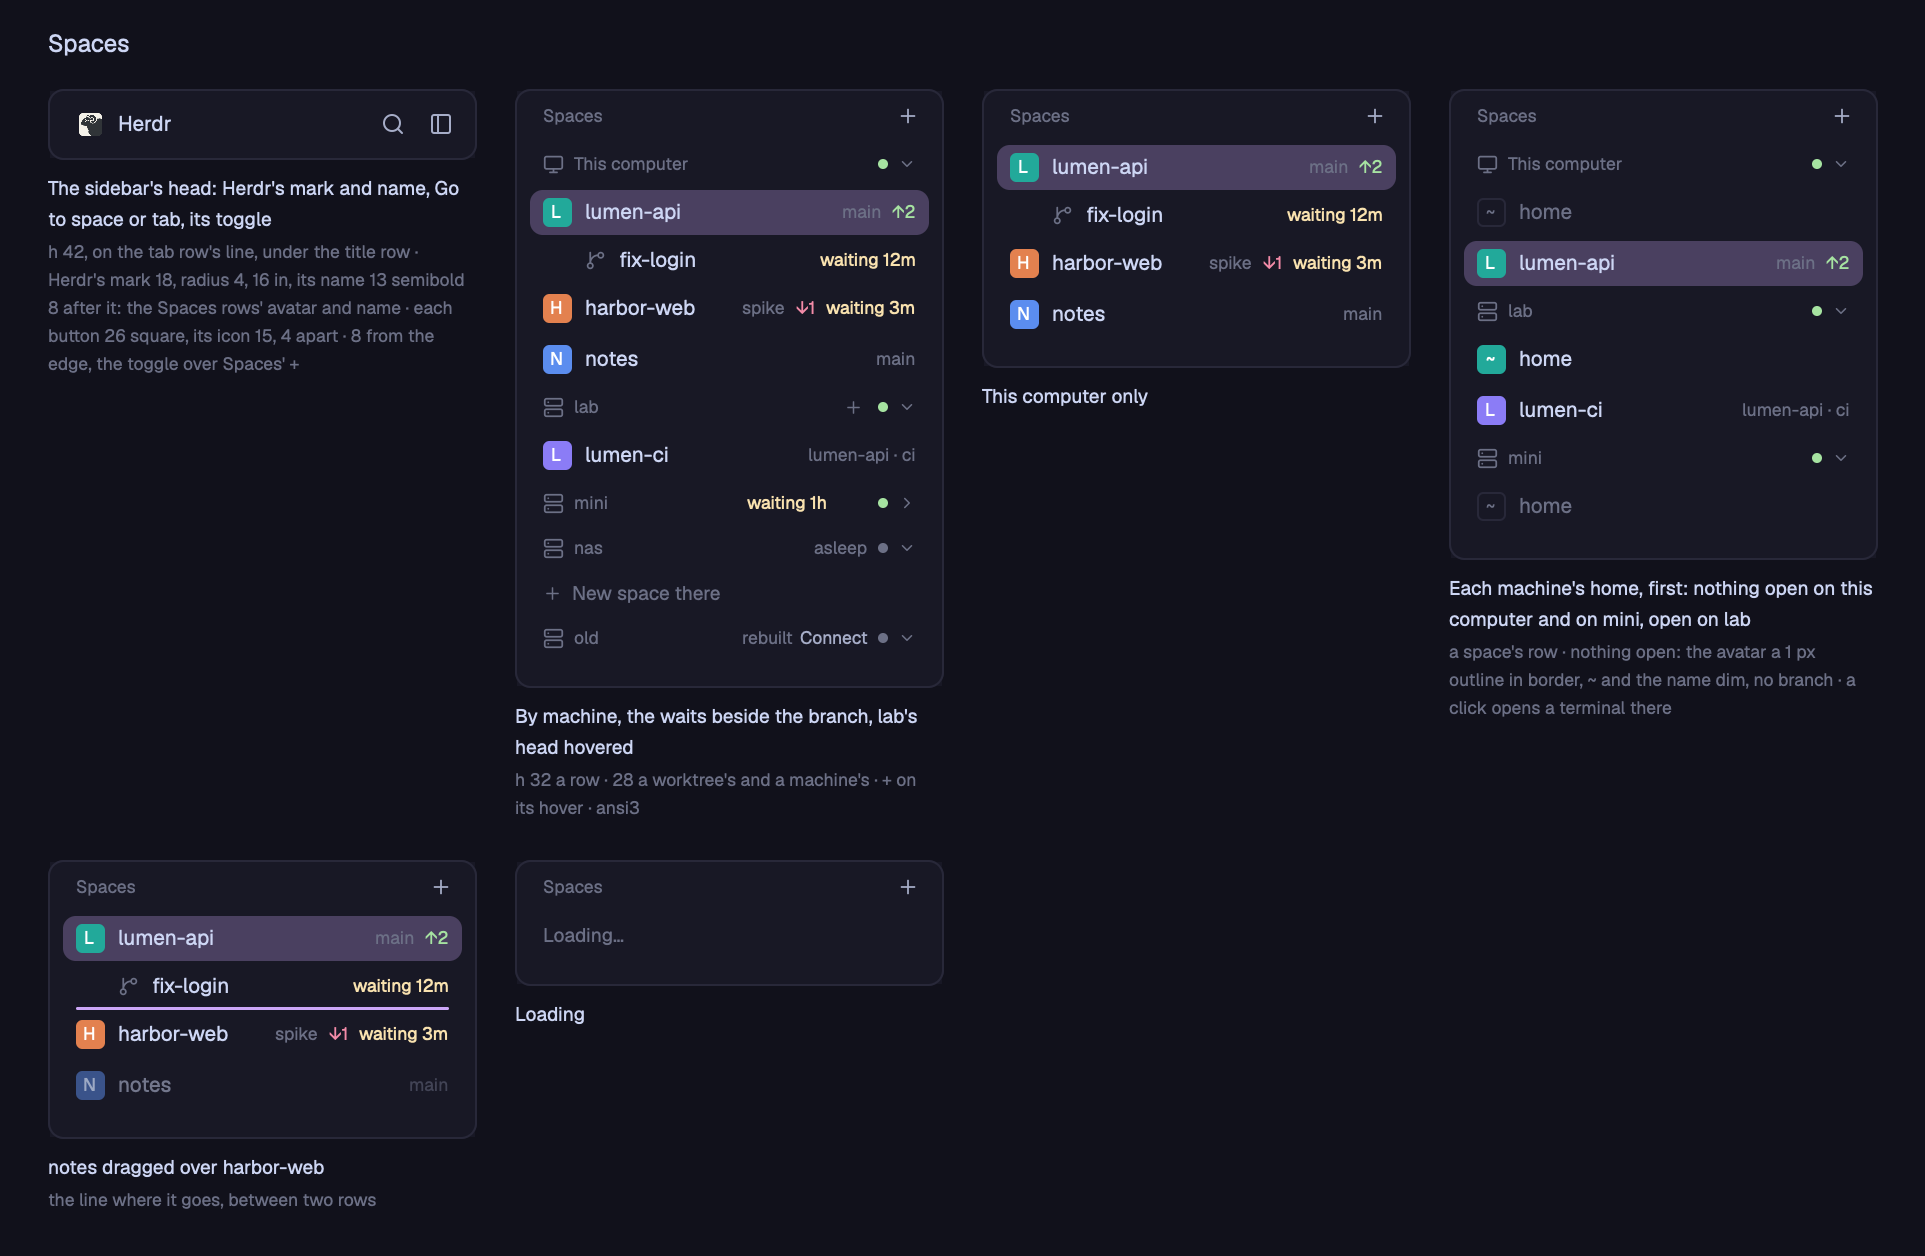 Spaces
Herdr
The sidebar's head: Herdr's mark and name, Go
to space or tab, its toggle
h 42, on the tab row's line, under the title row ·
Herdr's mark 18, radius 4, 16 in, its name 13 semibold
8 after it: the Spaces rows' avatar and name · each
button 26 square, its icon 15, 4 apart · 8 from the
edge, the toggle over Spaces' +
Spaces
This computer
L lumen-api main ↑2
fix-login waiting 12m
H harbor-web spike ↓1 waiting 3m
N notes main
lab
L lumen-ci lumen-api · ci
mini waiting 1h
nas asleep
+ New space there
old rebuilt Connect
By machine, the waits beside the branch, lab's
head hovered
h 32 a row · 28 a worktree's and a machine's · + on
its hover · ansi3
Spaces
L lumen-api main ↑2
fix-login waiting 12m
H harbor-web spike ↓1 waiting 3m
N notes main
This computer only
Spaces
This computer
~ home
L lumen-api main ↑2
lab
~ home
L lumen-ci lumen-api · ci
mini
~ home
Each machine's home, first: nothing open on this
computer and on mini, open on lab
a space's row · nothing open: the avatar a 1 px
outline in border, ~ and the name dim, no branch · a
click opens a terminal there
Spaces
L lumen-api main ↑2
fix-login waiting 12m
H harbor-web spike ↓1 waiting 3m
N notes main
notes dragged over harbor-web
the line where it goes, between two rows
Spaces
Loading…
Loading